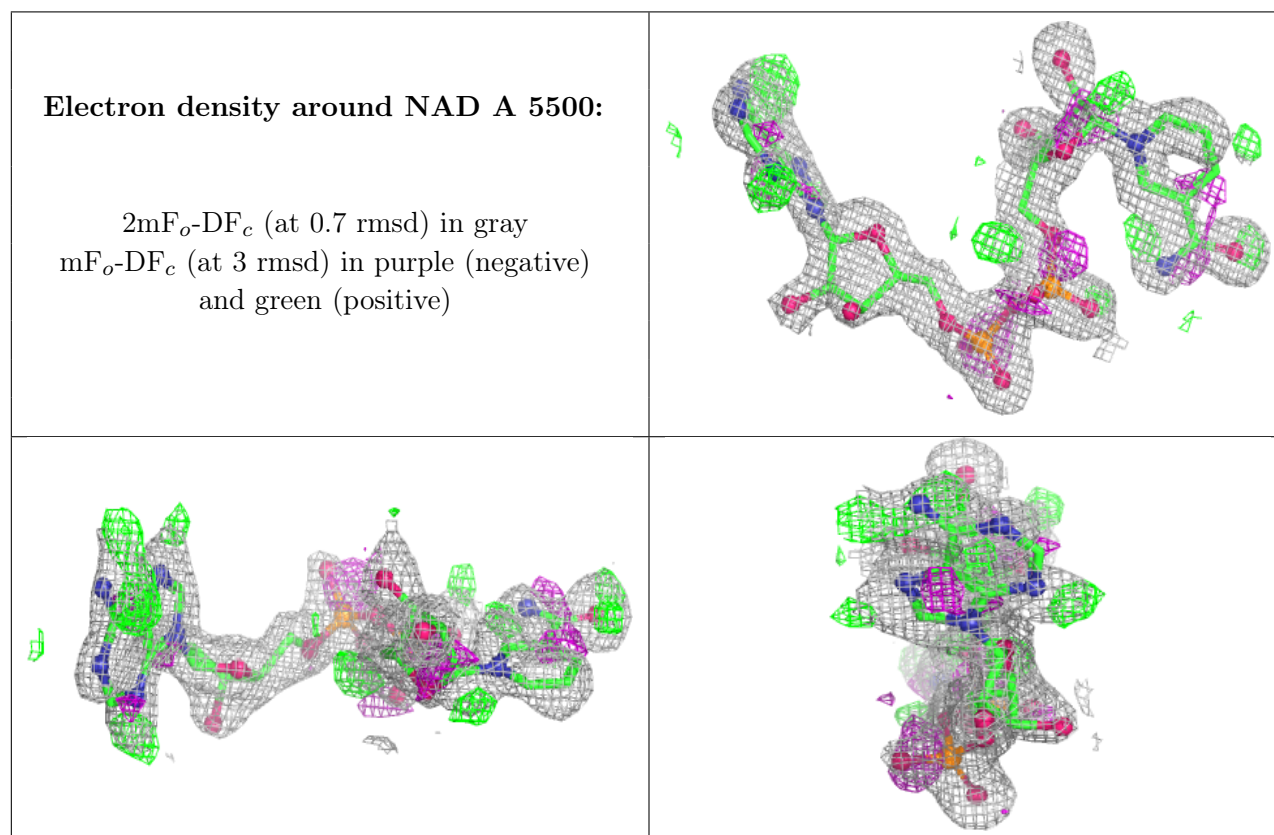 Electron density around NAD A 5500:
2mFo-DFc (at 0.7 rmsd) in gray
mFo-DFc (at 3 rmsd) in purple (negative)
and green (positive)